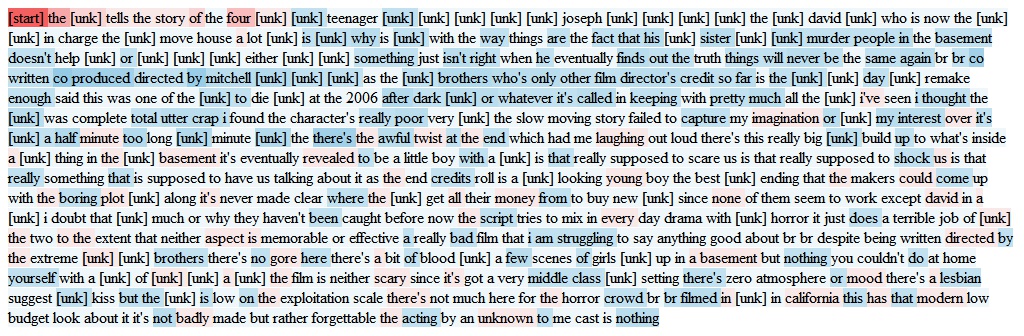 [start] the [unk] tells the story of the four [unk] [unk] teenager [unk] [unk] [unk] [unk] [unk] joseph [unk] [unk] [unk] [unk] the [unk] david [unk] who is now the [unk]
[unk] in charge the [unk] move house a lot [unk] is [unk] why is [unk] with the way things are the fact that his [unk] sister [unk] [unk] murder people in the basement
doesn't help [unk] or [unk] [unk] [unk] either [unk] [unk] something just isn't right when he eventually finds out the truth things will never be the same again br br co
written co produced directed by mitchell [unk] [unk] [unk] as the [unk] brothers who's only other film director's credit so far is the [unk] [unk] day [unk] remake
enough said this was one of the [unk] to die [unk] at the 2006 after dark [unk] or whatever it's called in keeping with pretty much all the [unk] i've seen i thought the
[unk] was complete total utter crap i found the character's really poor very [unk] the slow moving story failed to capture my imagination or [unk] my interest over it's
[unk] a half minute too long [unk] minute [unk] the there's the awful twist at the end which had me laughing out loud there's this really big [unk] build up to what's inside
a [unk] thing in the [unk] basement it's eventually revealed to be a little boy with a [unk] is that really supposed to scare us is that really supposed to shock us is that
really something that is supposed to have us talking about it as the end credits roll is a [unk] looking young boy the best [unk] ending that the makers could come up
with the boring plot [unk] along it's never made clear where the [unk] get all their money from to buy new [unk] since none of them seem to work except david in a
[unk] i doubt that [unk] much or why they haven't been caught before now the script tries to mix in every day drama with [unk] horror it just does a terrible job of [unk]
the two to the extent that neither aspect is memorable or effective a really bad film that i am struggling to say anything good about br br despite being written directed by
the extreme [unk] [unk] brothers there's no gore here there's a bit of blood [unk] a few scenes of girls [unk] up in a basement but nothing you couldn't do at home
yourself with a [unk] of [unk] [unk] a [unk] the film is neither scary since it's got a very middle class [unk] setting there's zero atmosphere or mood there's a lesbian
suggest [unk] kiss but the [unk] is low on the exploitation scale there's not much here for the horror crowd br br filmed in [unk] in california this has that modern low
budget look about it it's not badly made but rather forgettable the acting by an unknown to me cast is nothing